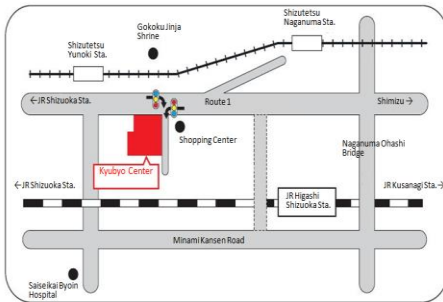 Gokoku Jinja
Shrine
Shizutetsu
Naganuma Sta.
Shizutetsu
Yunoki Sta.
←JR Shizuoka Sta.
Route 1
Shimizu →
Shopping Center
Naganuma Ohashi
Bridge
Kyubyo Center
←JR Shizuoka Sta.
JR Higashi
Shizuoka Sta.
JR Kusanagi Sta.→
Minami Kansen Road
Saiseikai Byoin
Hospital